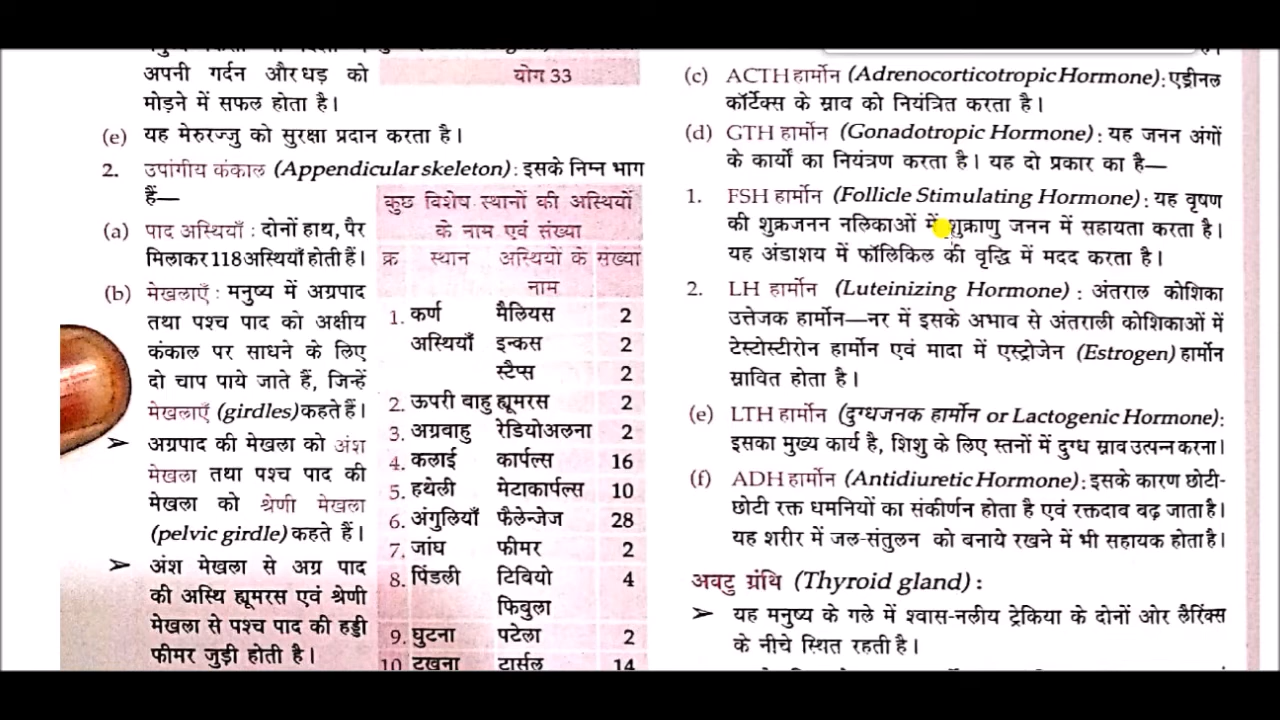 अपनी गर्दन और धड़ को
मोड़ने में सफल होता है।
योग 33
(e) यह मेरुरज्जु को सुरक्षा प्रदान करता है।
2. उपांगीय कंकाल (Appendicular skeleton) : इसके निम्न भाग
हैं—
(a) पाद अस्थियाँ : दोनों हाथ, पैर
मिलाकर 118 अस्थियाँ होती हैं।
(b) मेखलाएँ : मनुष्य में अग्रपाद
तथा पश्च पाद को अक्षीय
कंकाल पर साधने के लिए
दो चाप पाये जाते हैं, जिन्हें
मेखलाएँ (girdles) कहते हैं।
➤ अग्रपाद की मेखला को अंश
मेखला तथा पश्च पाद की
मेखला को श्रेणी मेखला
(pelvic girdle) कहते हैं।
➤ अंश मेखला से अग्र पाद
की अस्थि ह्यूमरस एवं श्रेणी
मेखला से पश्च पाद की हड्डी
फीमर जुड़ी होती है।
कुछ विशेष स्थानों की अस्थियों
के नाम एवं संख्या
क्र स्थान अस्थियों के संख्या
नाम
1. कर्ण मैलियस 2
अस्थियाँ इन्कस 2
स्टैप्स 2
2. ऊपरी बाहु ह्यूमरस 2
3. अग्रबाहु रेडियोअलना 2
4. कलाई कार्पल्स 16
5. हथेली मेटाकार्पल्स 10
6. अंगुलियाँ फैलेन्जेज 28
7. जांघ फीमर 2
8. पिंडली टिबियो 4
फिबुला
9. घुटना पटेला 2
10. टखना टार्सल 14
(c) ACTH हार्मोन (Adrenocorticotropic Hormone) : एड्रीनल
कॉर्टेक्स के स्राव को नियंत्रित करता है।
(d) GTH हार्मोन (Gonadotropic Hormone) : यह जनन अंगों
के कार्यों का नियंत्रण करता है। यह दो प्रकार का है—
1. FSH हार्मोन (Follicle Stimulating Hormone) : यह वृषण
की शुक्रजनन नलिकाओं में शुक्राणु जनन में सहायता करता है।
यह अंडाशय में फॉलिकिल की वृद्धि में मदद करता है।
2. LH हार्मोन (Luteinizing Hormone) : अंतराल कोशिका
उत्तेजक हार्मोन—नर में इसके अभाव से अंतराली कोशिकाओं में
टेस्टोस्टीरोन हार्मोन एवं मादा में एस्ट्रोजेन (Estrogen) हार्मोन
स्रावित होता है।
(e) LTH हार्मोन (दुग्धजनक हार्मोन or Lactogenic Hormone) :
इसका मुख्य कार्य है, शिशु के लिए स्तनों में दुग्ध स्राव उत्पन्न करना।
(f) ADH हार्मोन (Antidiuretic Hormone) : इसके कारण छोटी-
छोटी रक्त धमनियों का संकीर्णन होता है एवं रक्तदाब बढ़ जाता है।
यह शरीर में जल-संतुलन को बनाये रखने में भी सहायक होता है।
अवटु ग्रंथि (Thyroid gland) :
➤ यह मनुष्य के गले में श्वास-नलीय ट्रेकिया के दोनों ओर लैरिंक्स
के नीचे स्थित रहती है।